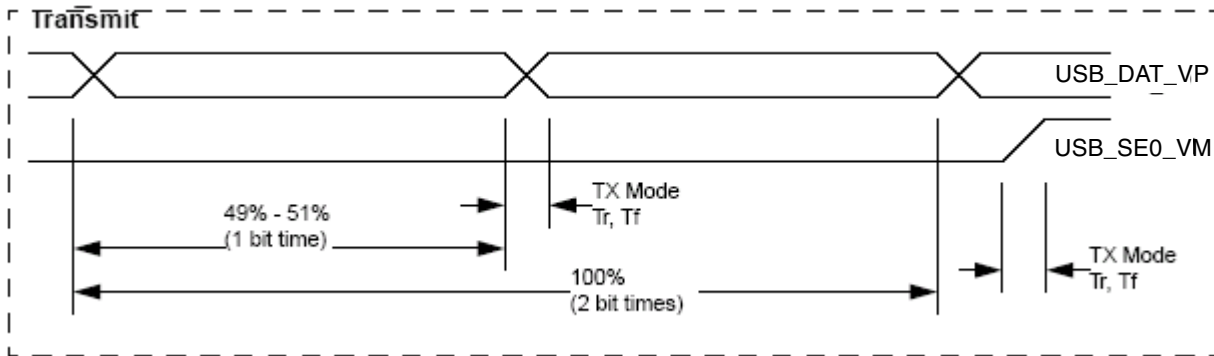 Transmit
USB_DAT_VP
USB_SE0_VM
TX Mode
Tr, Tf
49% - 51%
(1 bit time)
TX Mode
Tr, Tf
100%
(2 bit times)